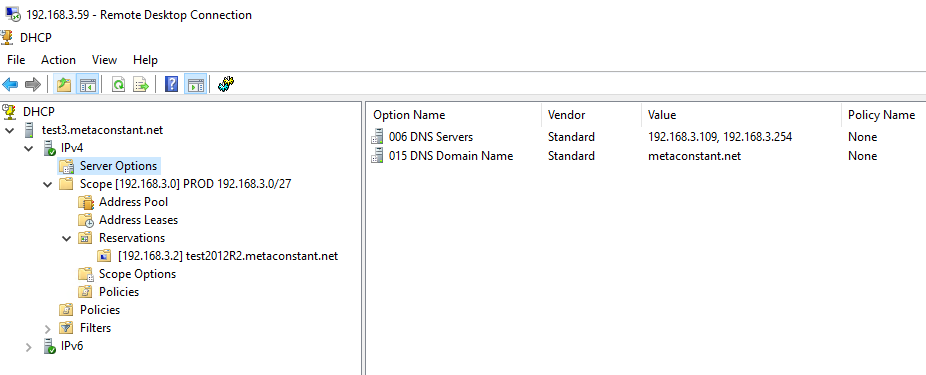 192.168.3.59 - Remote Desktop Connection
DHCP
File Action View Help
DHCP
test3.metaconstant.net
IPv4
Server Options
Scope [192.168.3.0] PROD 192.168.3.0/27
Address Pool
Address Leases
Reservations
[192.168.3.2] test2012R2.metaconstant.net
Scope Options
Policies
Policies
Filters
IPv6
Option Name Vendor Value Policy Name
006 DNS Servers Standard 192.168.3.109, 192.168.3.254 None
015 DNS Domain Name Standard metaconstant.net None